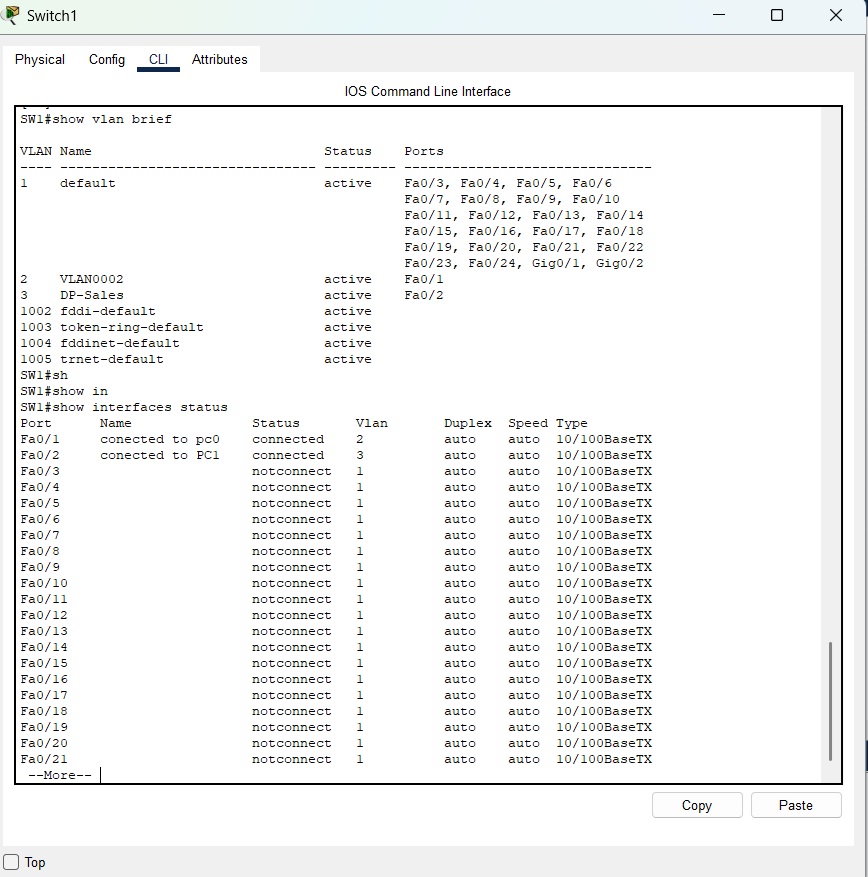 Switch1
Physical Config CLI Attributes
IOS Command Line Interface
SW1#show vlan brief
VLAN Name                             Status    Ports
---- -------------------------------- --------- -------------------------------
1    default                          active    Fa0/3, Fa0/4, Fa0/5, Fa0/6
                                                Fa0/7, Fa0/8, Fa0/9, Fa0/10
                                                Fa0/11, Fa0/12, Fa0/13, Fa0/14
                                                Fa0/15, Fa0/16, Fa0/17, Fa0/18
                                                Fa0/19, Fa0/20, Fa0/21, Fa0/22
                                                Fa0/23, Fa0/24, Gig0/1, Gig0/2
2    VLAN0002                         active    Fa0/1
3    DP-Sales                         active    Fa0/2
1002 fddi-default                     active
1003 token-ring-default               active
1004 fddinet-default                  active
1005 trnet-default                    active
SW1#sh
SW1#show in
SW1#show interfaces status
Port      Name               Status       Vlan       Duplex  Speed Type
Fa0/1     conected to pc0    connected    2          auto    auto  10/100BaseTX
Fa0/2     conected to PC1    connected    3          auto    auto  10/100BaseTX
Fa0/3                        notconnect   1          auto    auto  10/100BaseTX
Fa0/4                        notconnect   1          auto    auto  10/100BaseTX
Fa0/5                        notconnect   1          auto    auto  10/100BaseTX
Fa0/6                        notconnect   1          auto    auto  10/100BaseTX
Fa0/7                        notconnect   1          auto    auto  10/100BaseTX
Fa0/8                        notconnect   1          auto    auto  10/100BaseTX
Fa0/9                        notconnect   1          auto    auto  10/100BaseTX
Fa0/10                       notconnect   1          auto    auto  10/100BaseTX
Fa0/11                       notconnect   1          auto    auto  10/100BaseTX
Fa0/12                       notconnect   1          auto    auto  10/100BaseTX
Fa0/13                       notconnect   1          auto    auto  10/100BaseTX
Fa0/14                       notconnect   1          auto    auto  10/100BaseTX
Fa0/15                       notconnect   1          auto    auto  10/100BaseTX
Fa0/16                       notconnect   1          auto    auto  10/100BaseTX
Fa0/17                       notconnect   1          auto    auto  10/100BaseTX
Fa0/18                       notconnect   1          auto    auto  10/100BaseTX
Fa0/19                       notconnect   1          auto    auto  10/100BaseTX
Fa0/20                       notconnect   1          auto    auto  10/100BaseTX
Fa0/21                       notconnect   1          auto    auto  10/100BaseTX
 --More--
Copy Paste
Top